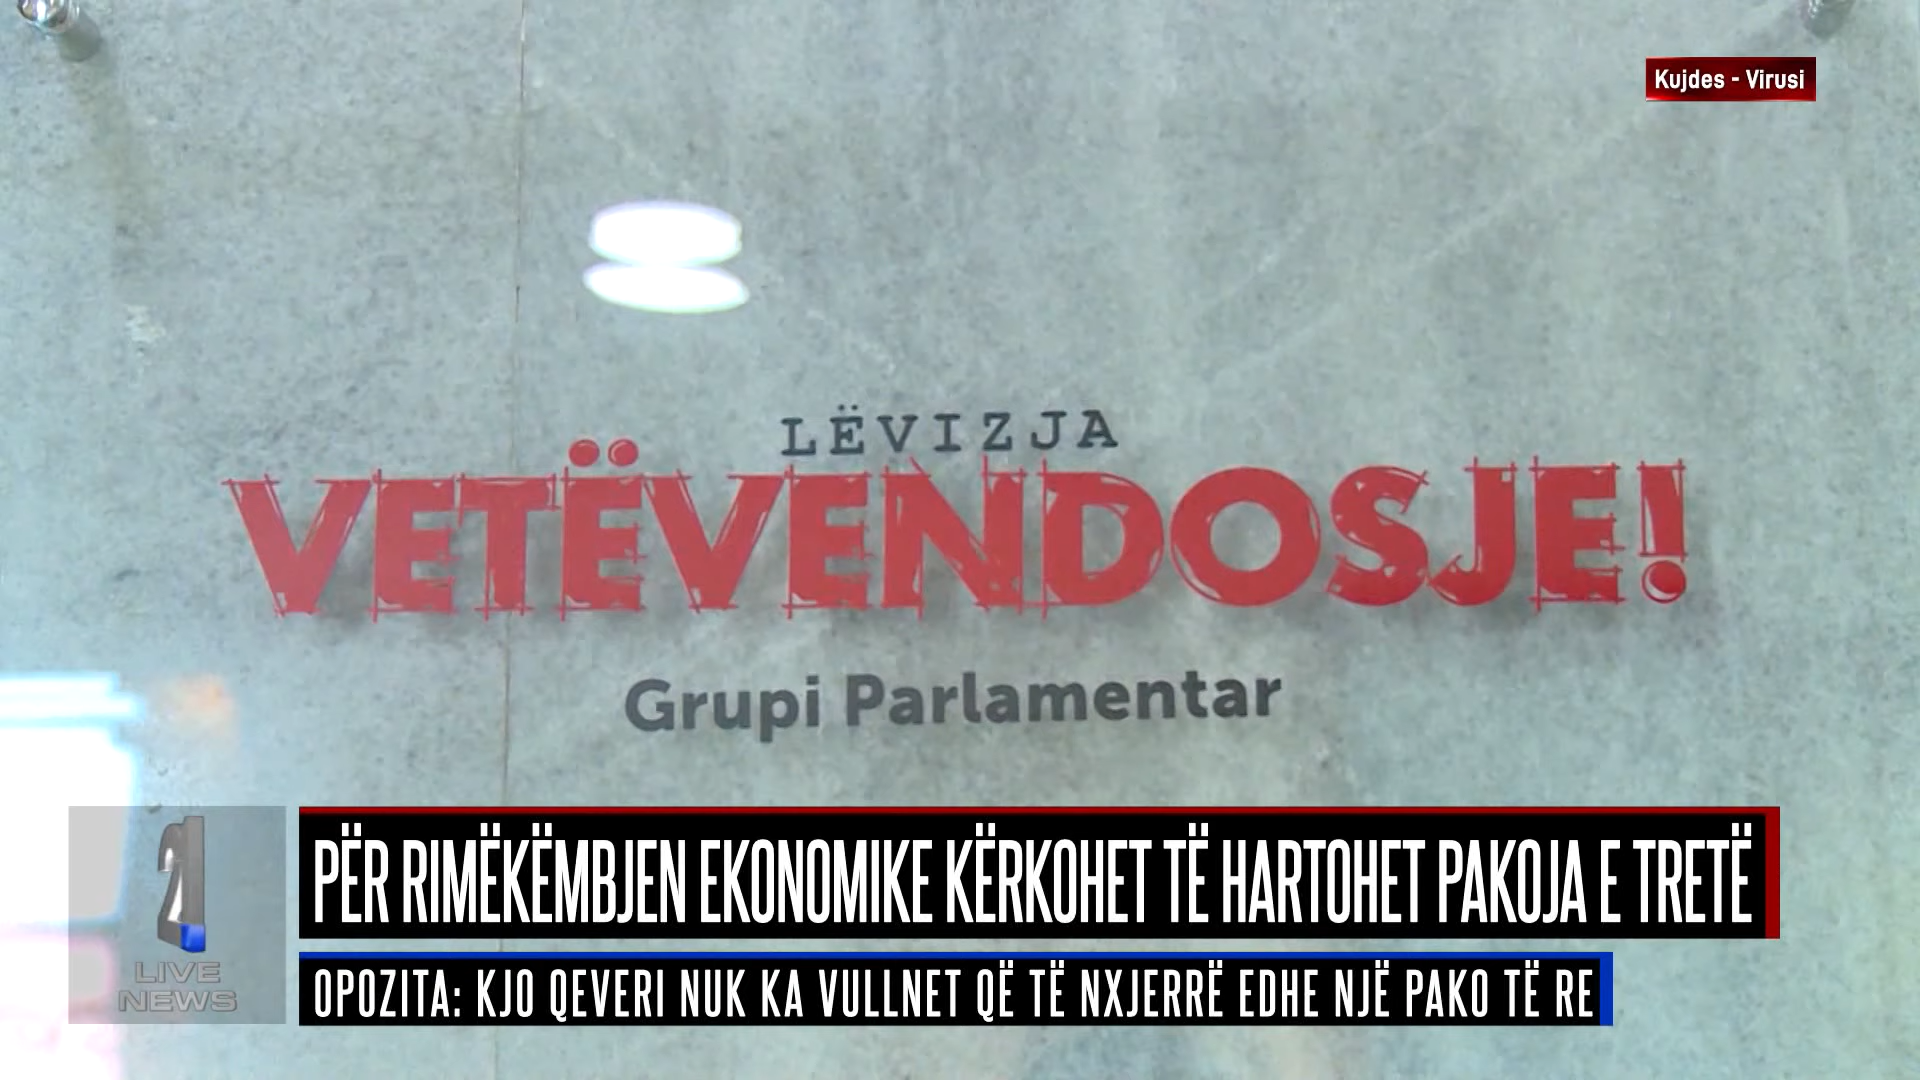 Kujdes - Virusi
LËVIZJA
VETËVENDOSJE!
Grupi Parlamentar
PËR RIMËKËMBJEN EKONOMIKE KËRKOHET TË HARTOHET PAKOJA E TRETË
OPOZITA: KJO QEVERI NUK KA VULLNET QË TË NXJERRË EDHE NJË PAKO TË RE
21
LIVE
NEWS